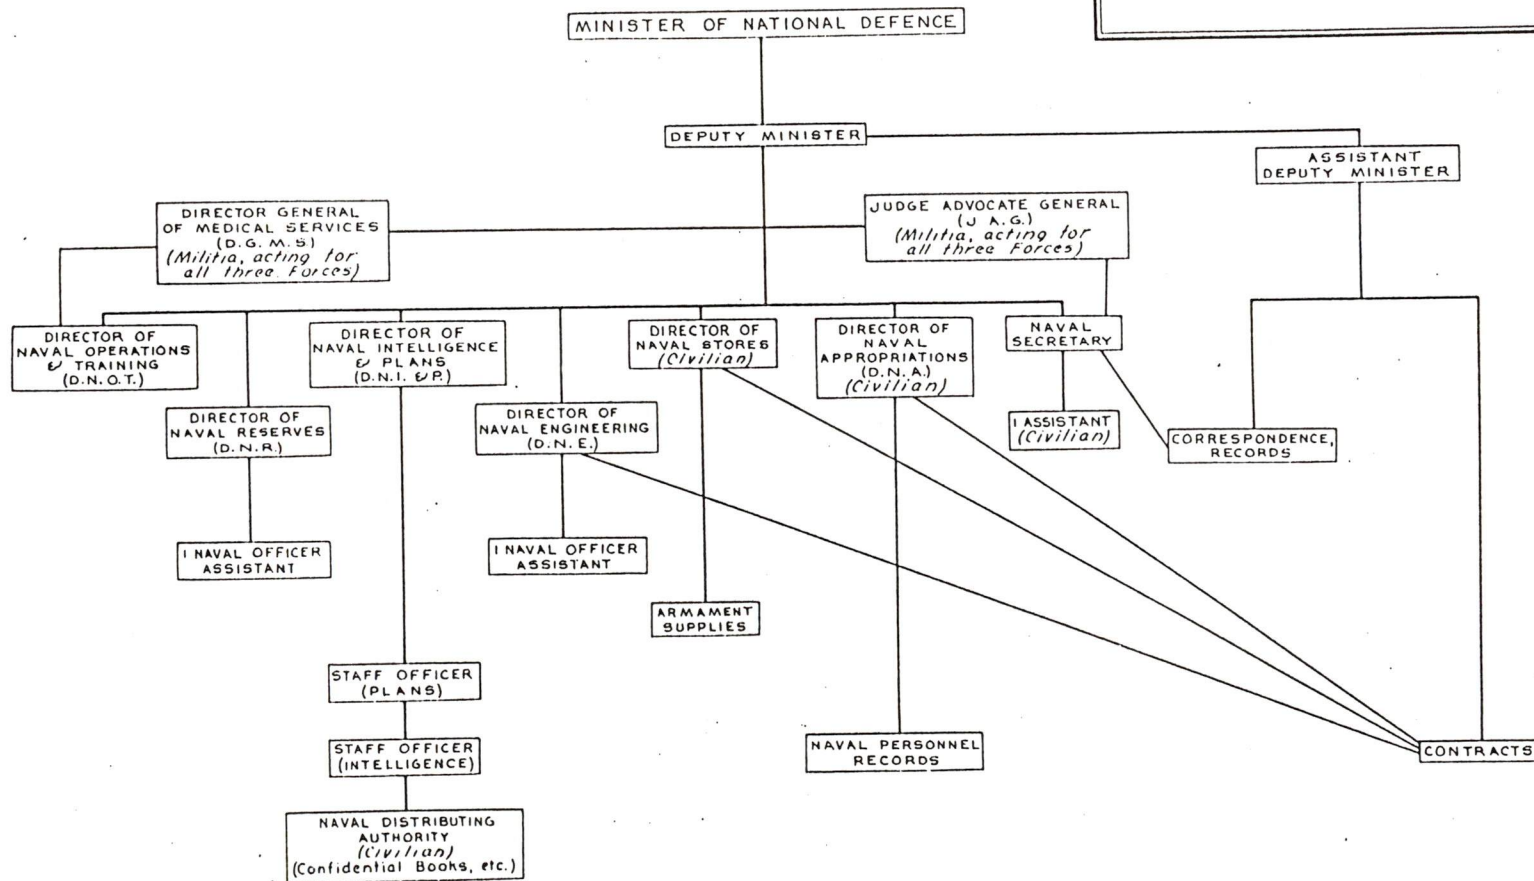 MINISTER OF NATIONAL DEFENCE
DEPUTY MINISTER
ASSISTANT
DEPUTY MINISTER
DIRECTOR GENERAL
OF MEDICAL SERVICES
(D.G.M.S)
(Militia, acting for
all three Forces)
JUDGE ADVOCATE GENERAL
(J A.G.)
(Militia, acting for
all three Forces)
DIRECTOR OF
NAVAL OPERATIONS
& TRAINING
(D.N.O.T.)
DIRECTOR OF
NAVAL INTELLIGENCE
& PLANS
(D.N.I. & P.)
DIRECTOR OF
NAVAL STORES
(Civilian)
DIRECTOR OF
NAVAL
APPROPRIATIONS
(D.N.A.)
(Civilian)
NAVAL
SECRETARY
DIRECTOR OF
NAVAL RESERVES
(D.N.R.)
DIRECTOR OF
NAVAL ENGINEERING
(D.N.E.)
1 ASSISTANT
(Civilian)
CORRESPONDENCE,
RECORDS
1 NAVAL OFFICER
ASSISTANT
1 NAVAL OFFICER
ASSISTANT
ARMAMENT
SUPPLIES
STAFF OFFICER
(PLANS)
STAFF OFFICER
(INTELLIGENCE)
NAVAL PERSONNEL
RECORDS
CONTRACTS
NAVAL DISTRIBUTING
AUTHORITY
(Civilian)
(Confidential Books, etc.)